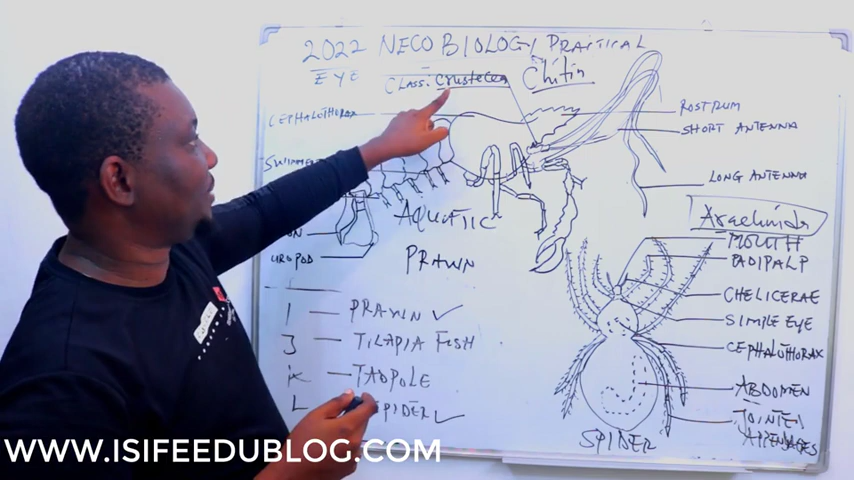 2022 NECO BIOLOGY PRACTICAL
EYE
CLASS: Crustecea
Chitin
CEPHALOTHORAX
ROSTRUM
SHORT ANTENNA
LONG ANTENNA
AQUATIC
PRAWN
UROPOD
Arachnida
MOUTH
PADIPALP
CHELICERAE
SIMPLE EYE
CEPHALOTHORAX
ABDOMEN
JOINTED APPENDAGES
SPIDER
I — PRAWN ✓
J — TILAPIA FISH
K — TADPOLE
L SPIDER ✓
WWW.ISIFEEDUBLOG.COM